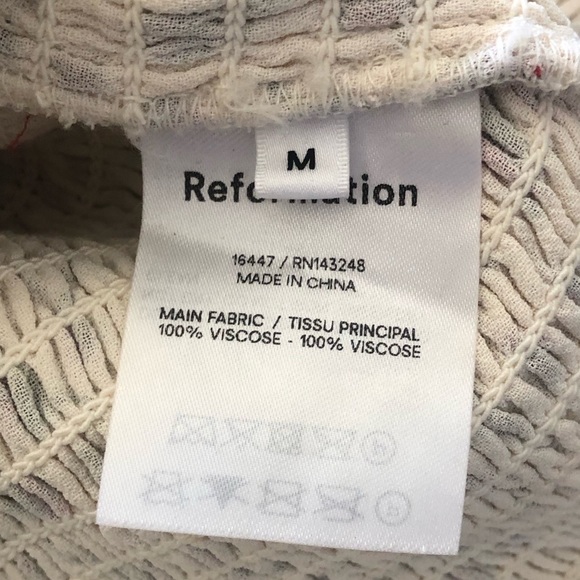 M
Reformation
16447 / RN143248
MADE IN CHINA
MAIN FABRIC / TISSU PRINCIPAL
100% VISCOSE - 100% VISCOSE